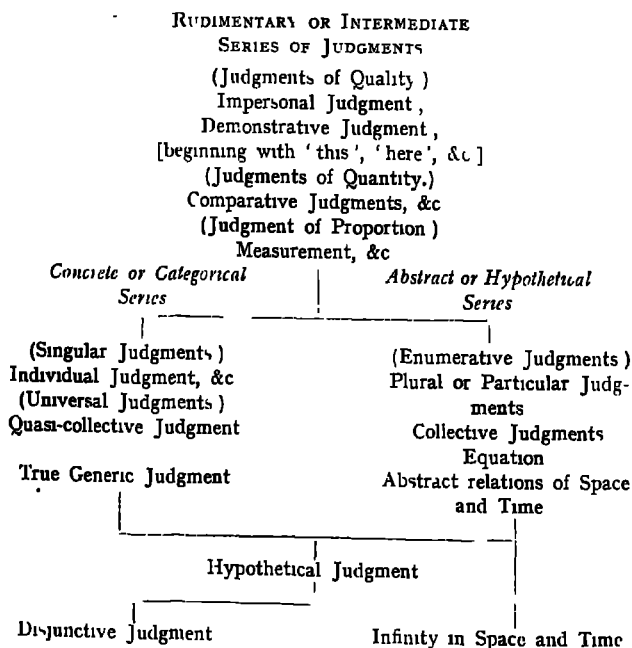 RUDIMENTARY OR INTERMEDIATE
SERIES OF JUDGMENTS
(Judgments of Quality )
Impersonal Judgment ,
Demonstrative Judgment ,
[beginning with ‘ this ’, ‘ here ’, &c ]
(Judgments of Quantity.)
Comparative Judgments, &c
(Judgment of Proportion )
Measurement, &c
Concrete or Categorical
Series
Abstract or Hypothetical
Series
(Singular Judgments )
Individual Judgment, &c
(Universal Judgments )
Quasi-collective Judgment
True Generic Judgment
(Enumerative Judgments )
Plural or Particular Judg-
ments
Collective Judgments
Equation
Abstract relations of Space
and Time
Hypothetical Judgment
Disjunctive Judgment
Infinity in Space and Time